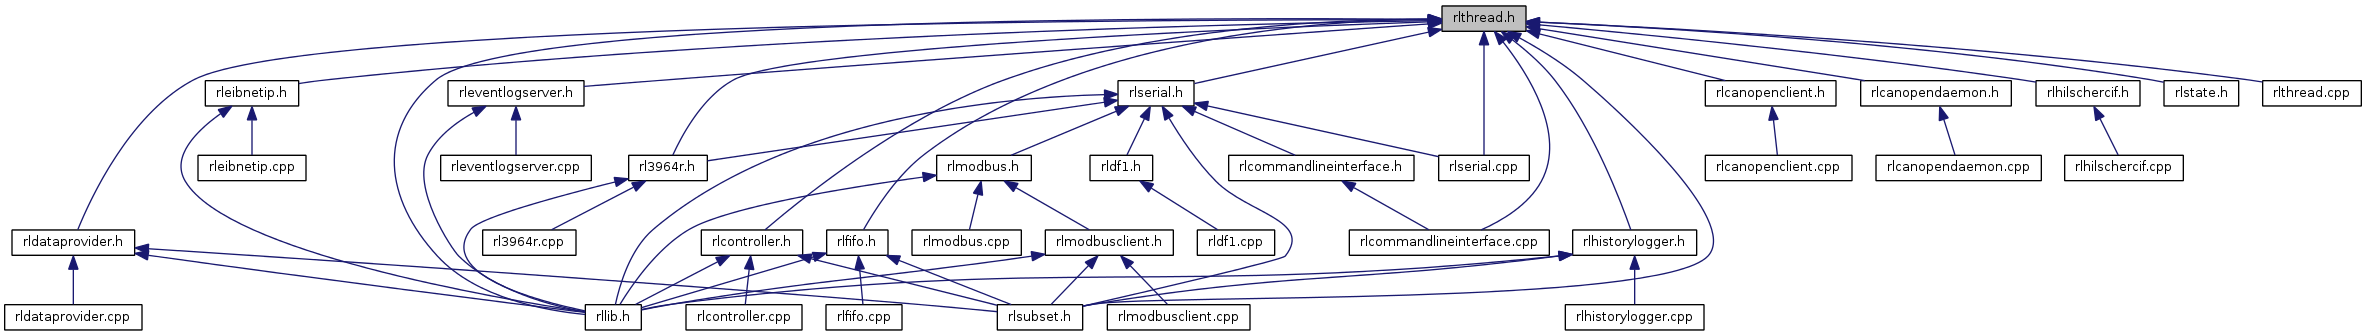 rlthread.h
rleibnetip.h
rleventlogserver.h
rlserial.h
rlcanopenclient.h
rlcanopendaemon.h
rlhilschercif.h
rlstate.h
rlthread.cpp
rleibnetip.cpp
rleventlogserver.cpp
rl3964r.h
rlmodbus.h
rldf1.h
rlcommandlineinterface.h
rlserial.cpp
rlcanopenclient.cpp
rlcanopendaemon.cpp
rlhilschercif.cpp
rldataprovider.h
rl3964r.cpp
rlcontroller.h
rlfifo.h
rlmodbus.cpp
rlmodbusclient.h
rldf1.cpp
rlcommandlineinterface.cpp
rlhistorylogger.h
rldataprovider.cpp
rllib.h
rlcontroller.cpp
rlfifo.cpp
rlsubset.h
rlmodbusclient.cpp
rlhistorylogger.cpp